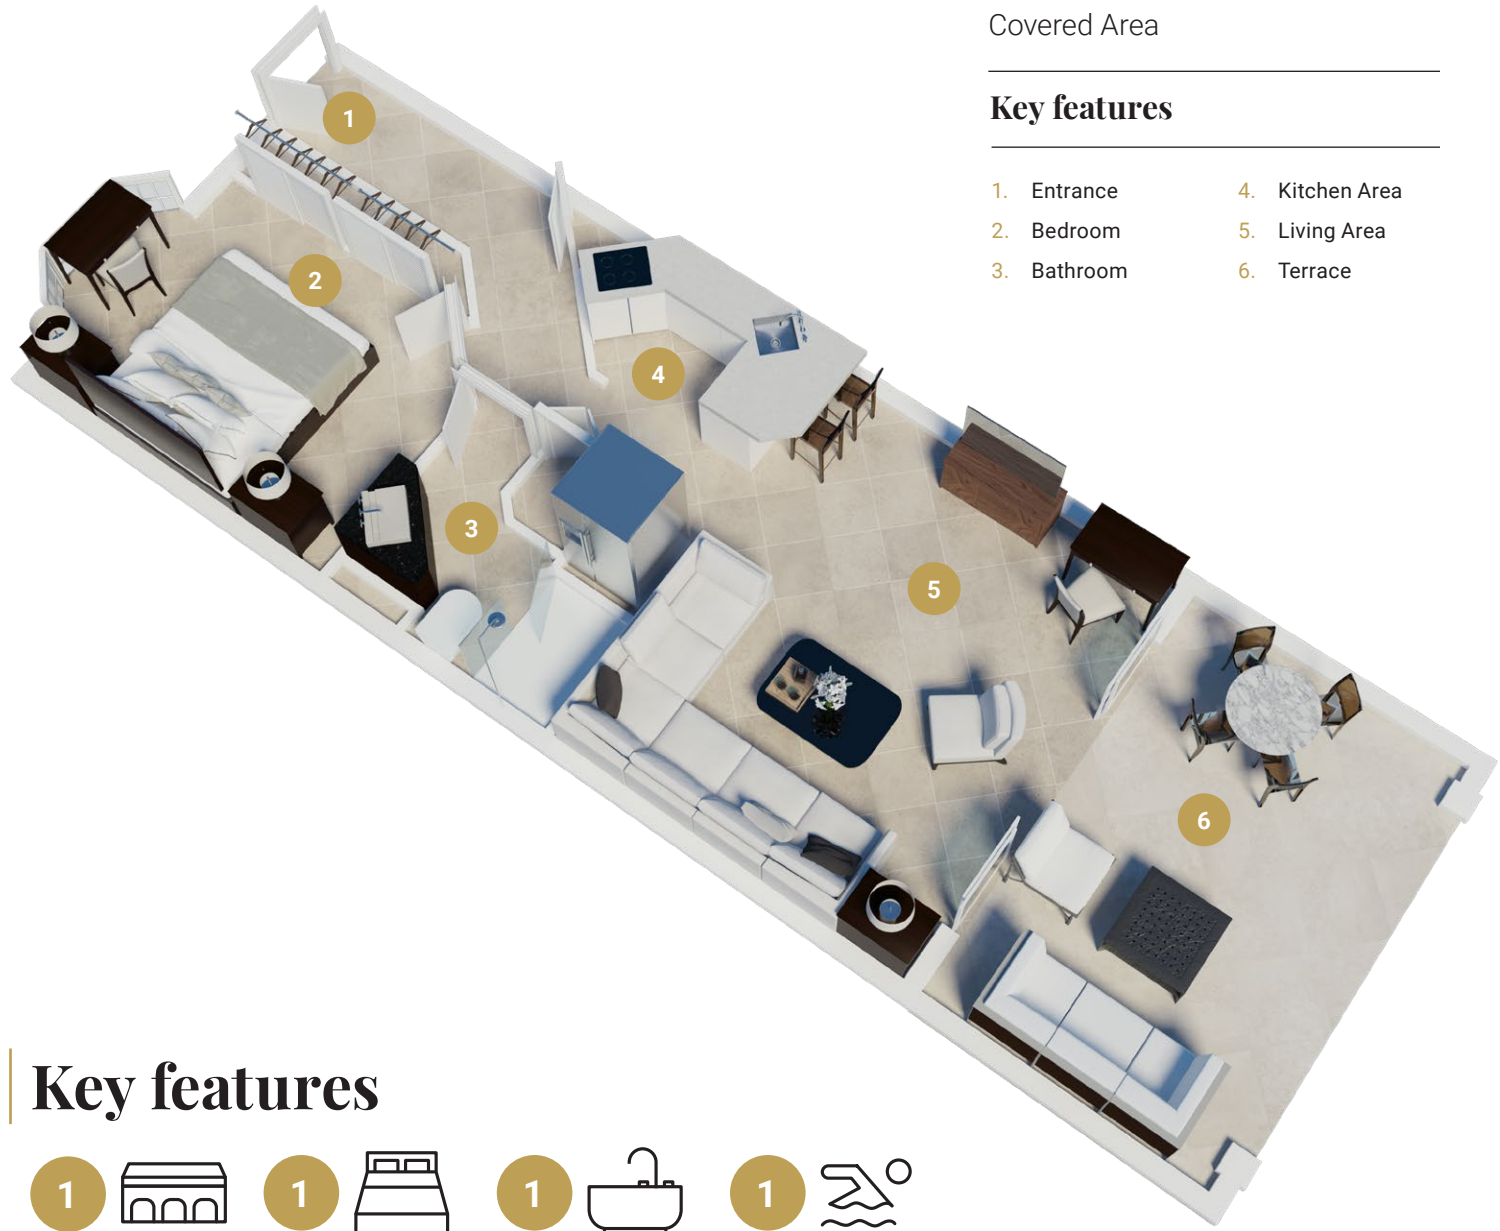 Covered Area
Key features
1. Entrance
2. Bedroom
3. Bathroom
4. Kitchen Area
5. Living Area
6. Terrace
1
2
3
4
5
6
Key features
1 1 1 1